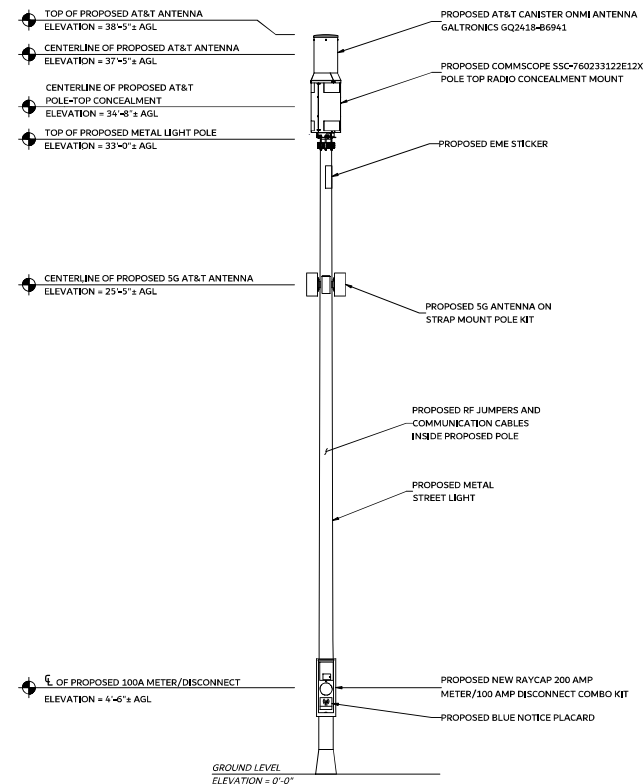 TOP OF PROPOSED AT&T ANTENNA
ELEVATION = 38'-5"± AGL
CENTERLINE OF PROPOSED AT&T ANTENNA
ELEVATION = 37'-5"± AGL
CENTERLINE OF PROPOSED AT&T
POLE-TOP CONCEALMENT
ELEVATION = 34'-8"± AGL
TOP OF PROPOSED METAL LIGHT POLE
ELEVATION = 33'-0"± AGL
CENTERLINE OF PROPOSED 5G AT&T ANTENNA
ELEVATION = 25'-5"± AGL
℄ OF PROPOSED 100A METER/DISCONNECT
ELEVATION = 4'-6"± AGL
GROUND LEVEL
ELEVATION = 0'-0"
PROPOSED AT&T CANISTER ONMI ANTENNA
GALTRONICS GQ2418-B6941
PROPOSED COMMSCOPE SSC-760233122E12X
POLE TOP RADIO CONCEALMENT MOUNT
PROPOSED EME STICKER
PROPOSED 5G ANTENNA ON
STRAP MOUNT POLE KIT
PROPOSED RF JUMPERS AND
COMMUNICATION CABLES
INSIDE PROPOSED POLE
PROPOSED METAL
STREET LIGHT
PROPOSED NEW RAYCAP 200 AMP
METER/100 AMP DISCONNECT COMBO KIT
PROPOSED BLUE NOTICE PLACARD